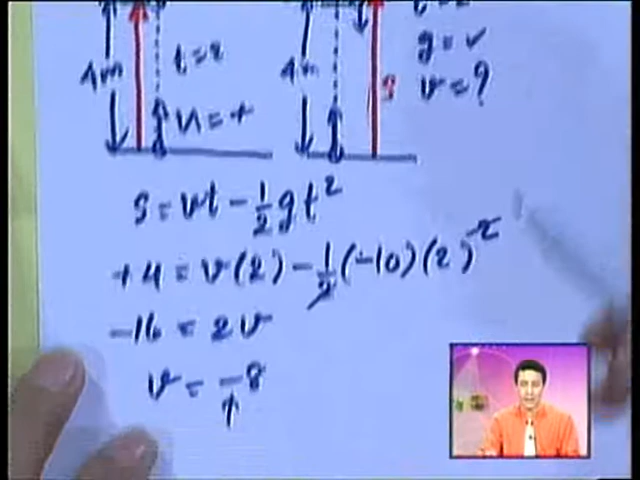 4m
t=2
u=+
4m
g=✓
v=?
s
s=vt-½gt²
+4=v(2)-½(-10)(2)²
-16=2v
v=-8